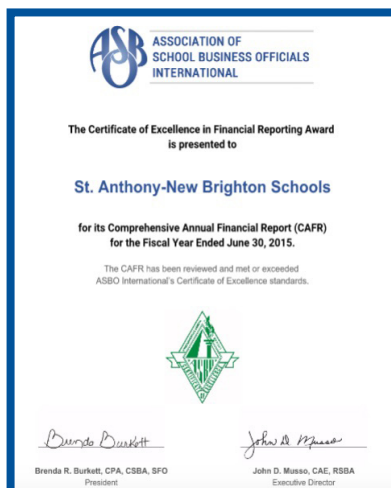 ASBO
ASSOCIATION OF
SCHOOL BUSINESS OFFICIALS
INTERNATIONAL
The Certificate of Excellence in Financial Reporting Award
is presented to
St. Anthony-New Brighton Schools
for its Comprehensive Annual Financial Report (CAFR)
for the Fiscal Year Ended June 30, 2015.
The CAFR has been reviewed and met or exceeded
ASBO International's Certificate of Excellence standards.
Brenda Burkett
John D. Musso
Brenda R. Burkett, CPA, CSBA, SFO
John D. Musso, CAE, RSBA
President
Executive Director